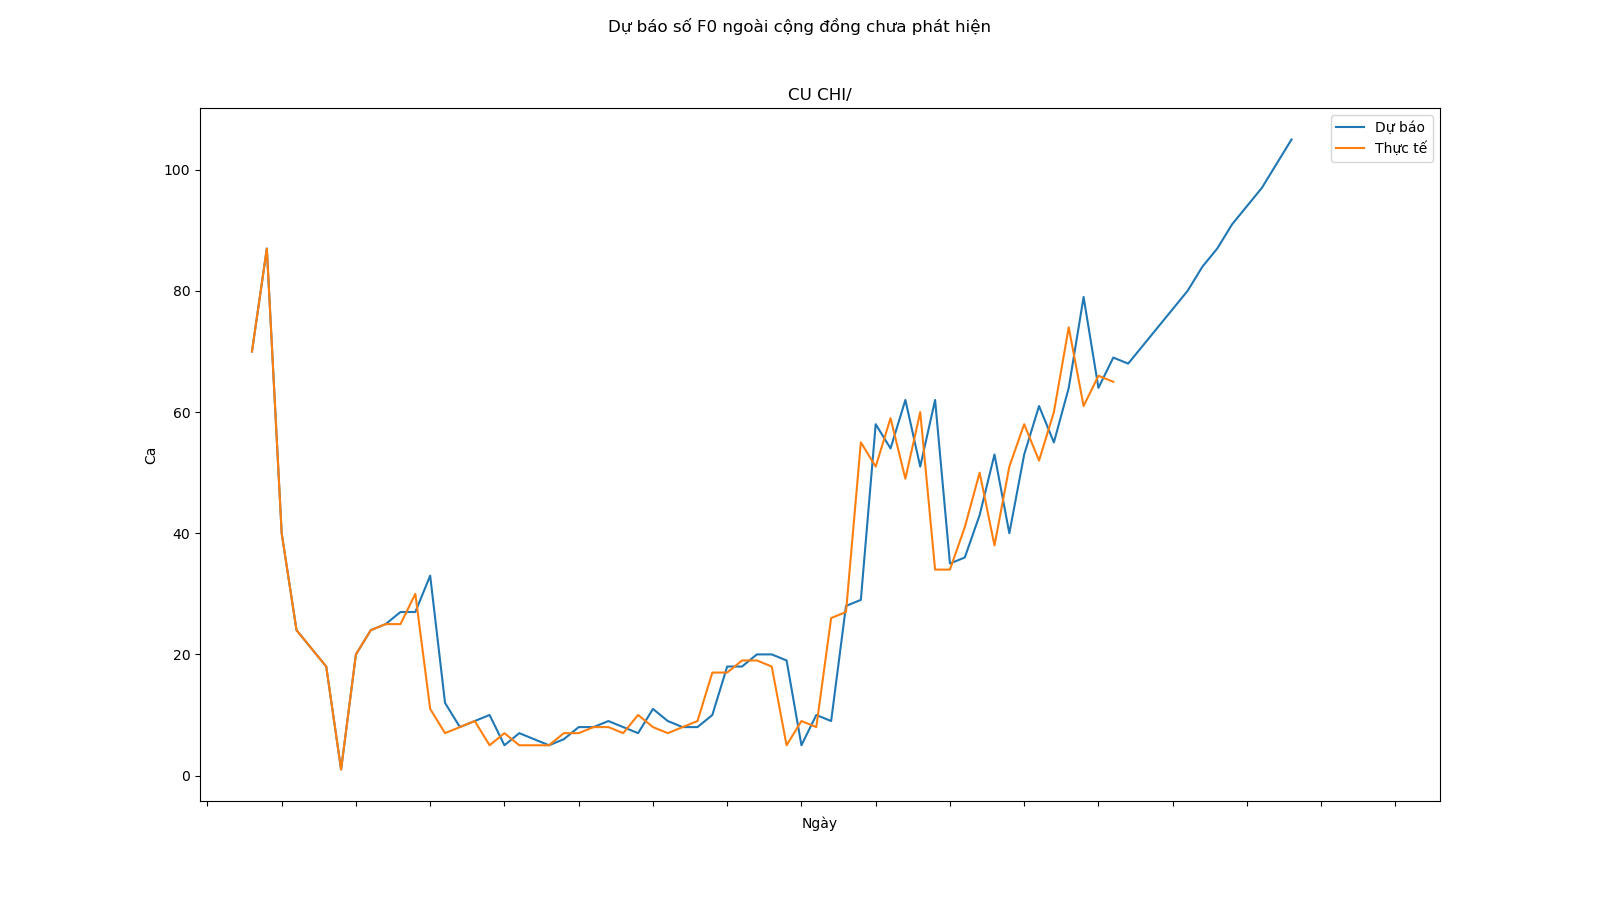 Dự báo số F0 ngoài cộng đồng chưa phát hiện
CU CHI/
Dự báo
Thực tế
100
80
60
40
20
0
Ca
Ngày